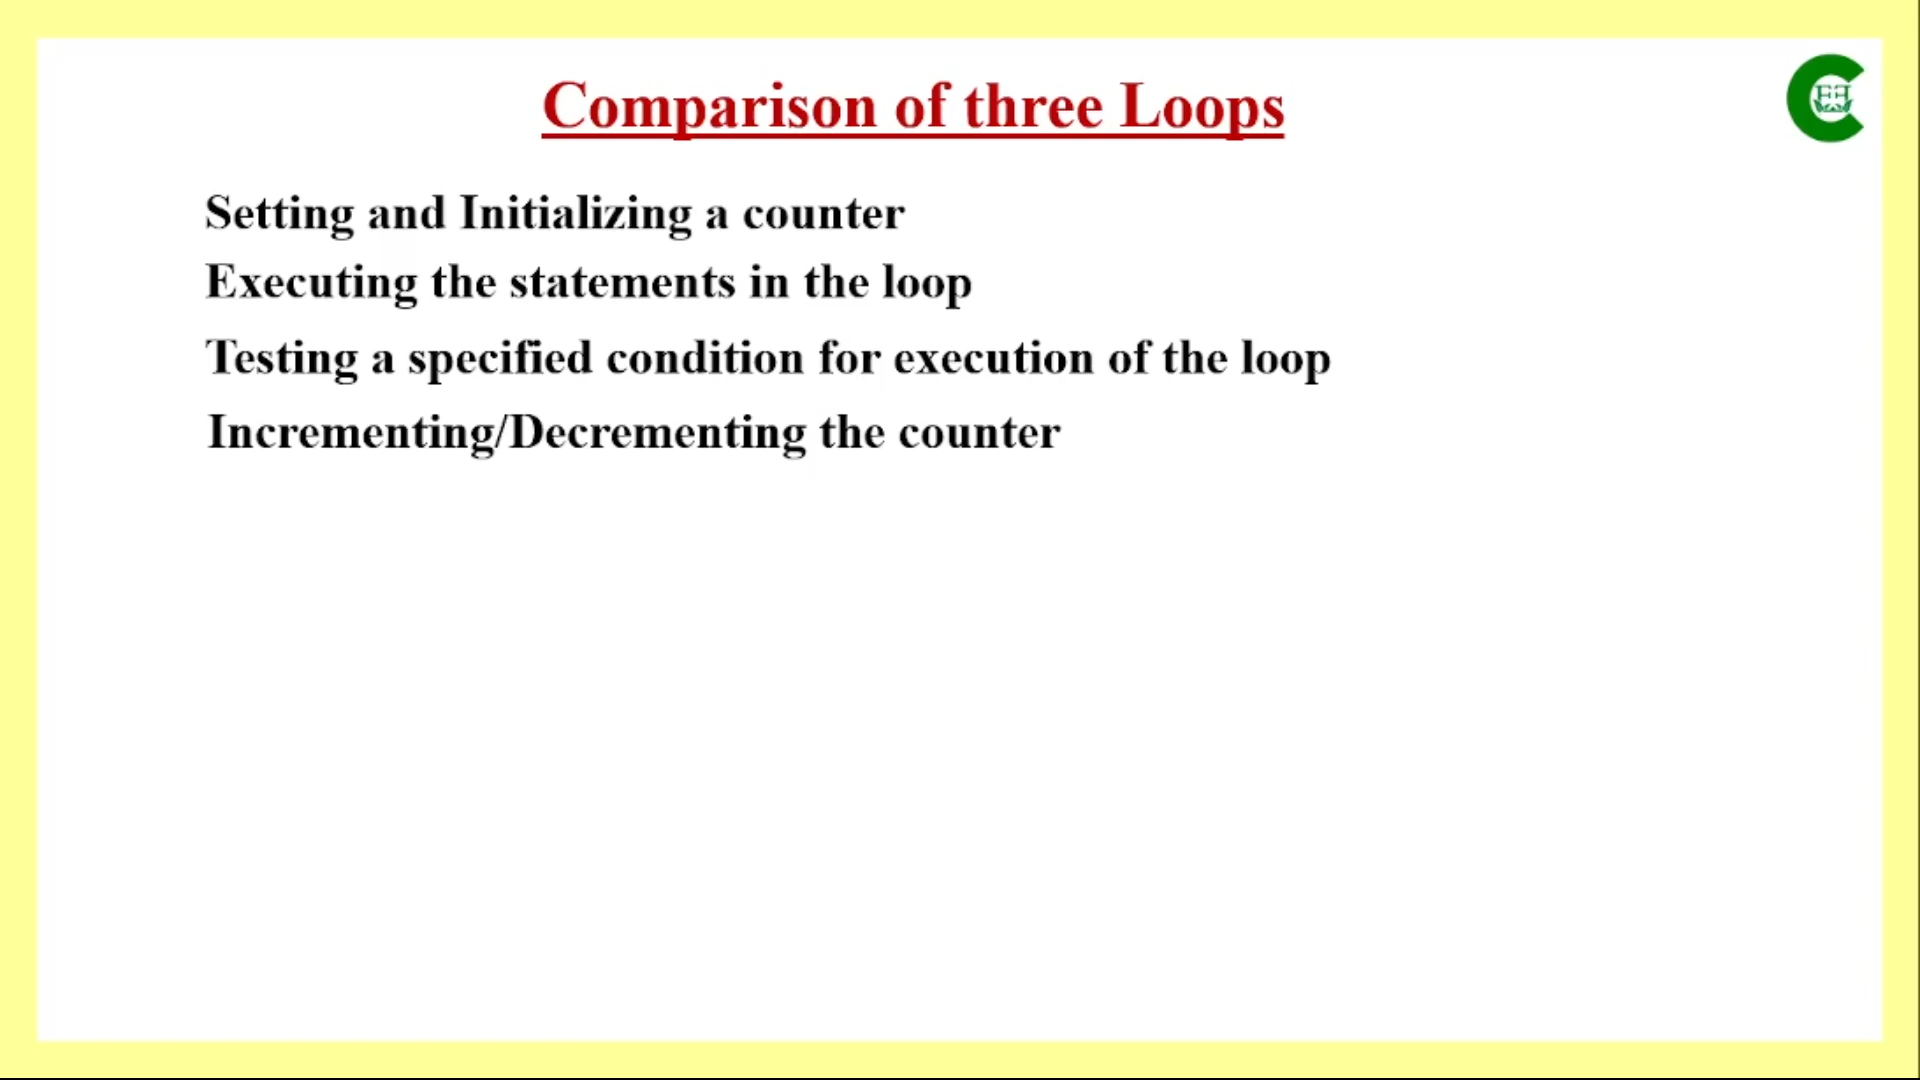 Comparison of three Loops
Setting and Initializing a counter
Executing the statements in the loop
Testing a specified condition for execution of the loop
Incrementing/Decrementing the counter